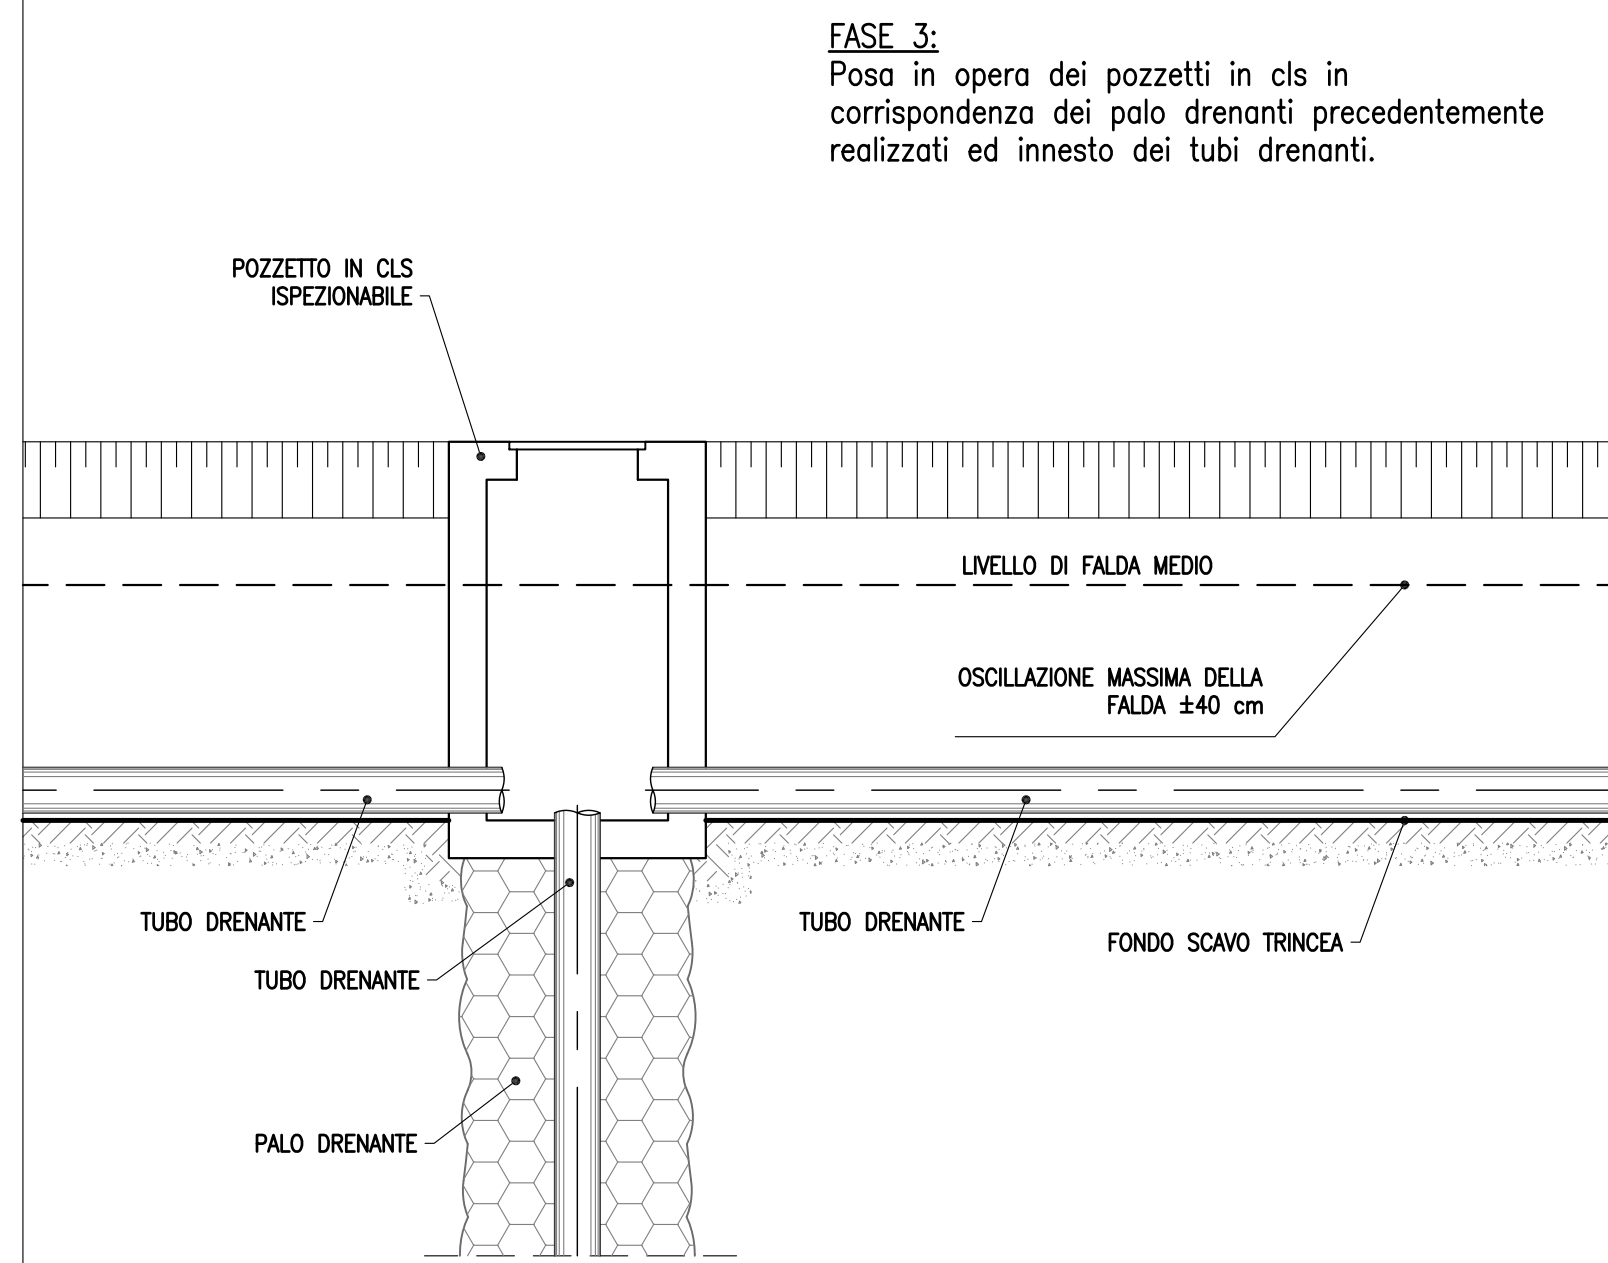 FASE 3:
Posa in opera dei pozzetti in cls in
corrispondenza dei palo drenanti precedentemente
realizzati ed innesto dei tubi drenanti.
POZZETTO IN CLS
ISPEZIONABILE
LIVELLO DI FALDA MEDIO
OSCILLAZIONE MASSIMA DELLA
FALDA ±40 cm
TUBO DRENANTE
TUBO DRENANTE
FONDO SCAVO TRINCEA
TUBO DRENANTE
PALO DRENANTE